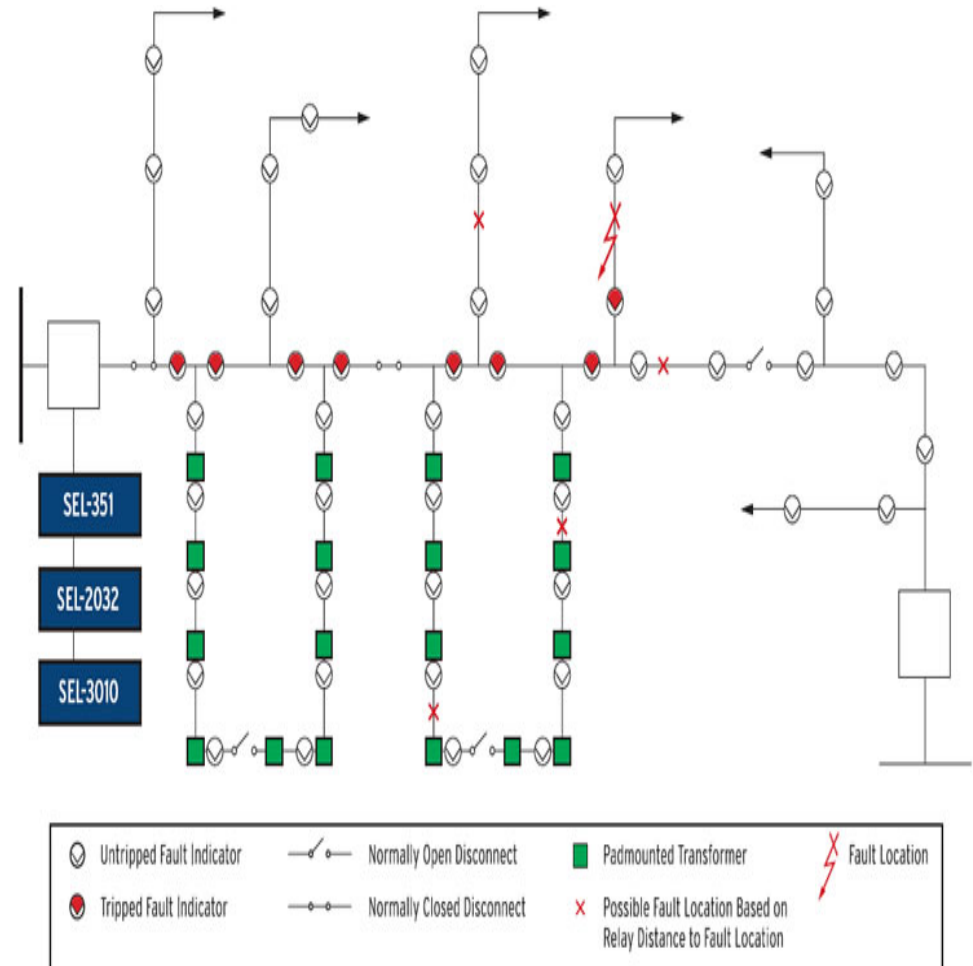 SEL-351
SEL-2032
SEL-3010
Untripped Fault Indicator
Normally Open Disconnect
Padmounted Transformer
Fault Location
Tripped Fault Indicator
Normally Closed Disconnect
Possible Fault Location Based on
Relay Distance to Fault Location